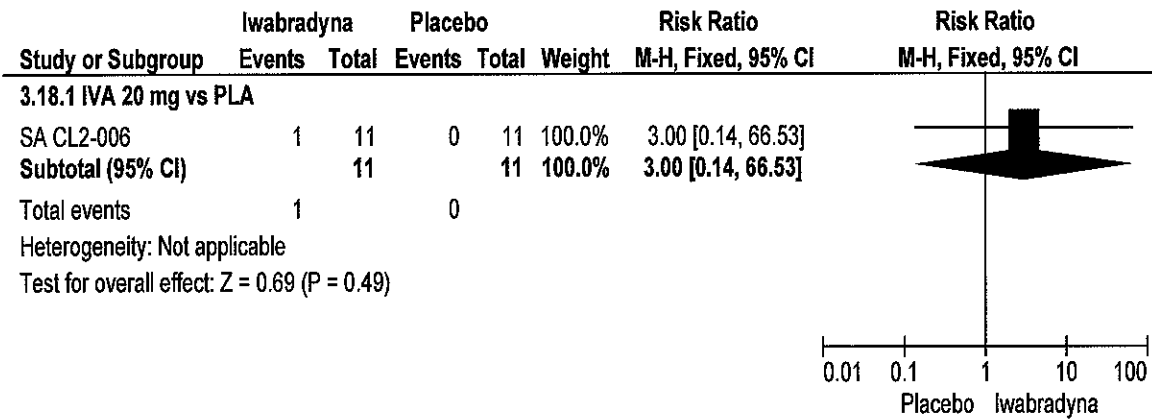 Iwabradyna Placebo Risk Ratio Risk Ratio
Study or Subgroup Events Total Events Total Weight M-H, Fixed, 95% CI M-H, Fixed, 95% CI
3.18.1 IVA 20 mg vs PLA
SA CL2-006 1 11 0 11 100.0% 3.00 [0.14, 66.53]
Subtotal (95% CI) 11 11 100.0% 3.00 [0.14, 66.53]
Total events 1 0
Heterogeneity: Not applicable
Test for overall effect: Z = 0.69 (P = 0.49)
0.01 0.1 1 10 100
Placebo Iwabradyna